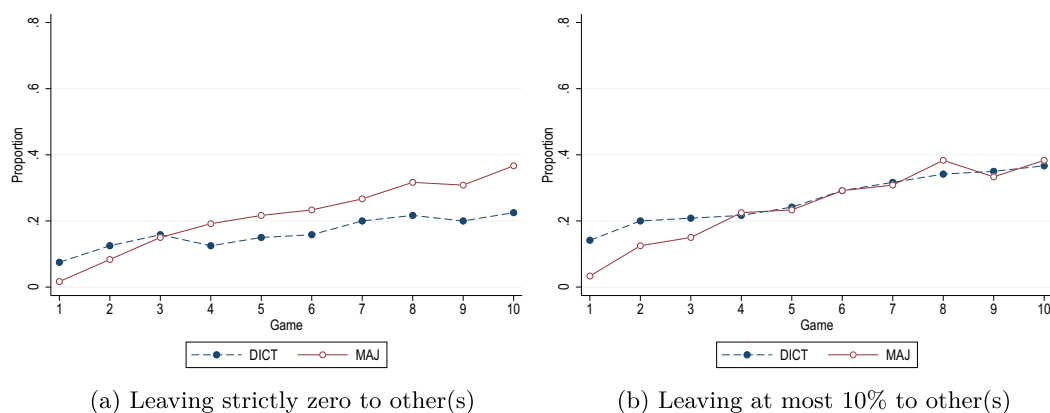 .8
.6
.4
.2
0
Proportion
1 2 3 4 5 6 7 8 9 10
Game
DICT MAJ
(a) Leaving strictly zero to other(s)
.8
.6
.4
.2
0
Proportion
1 2 3 4 5 6 7 8 9 10
Game
DICT MAJ
(b) Leaving at most 10% to other(s)